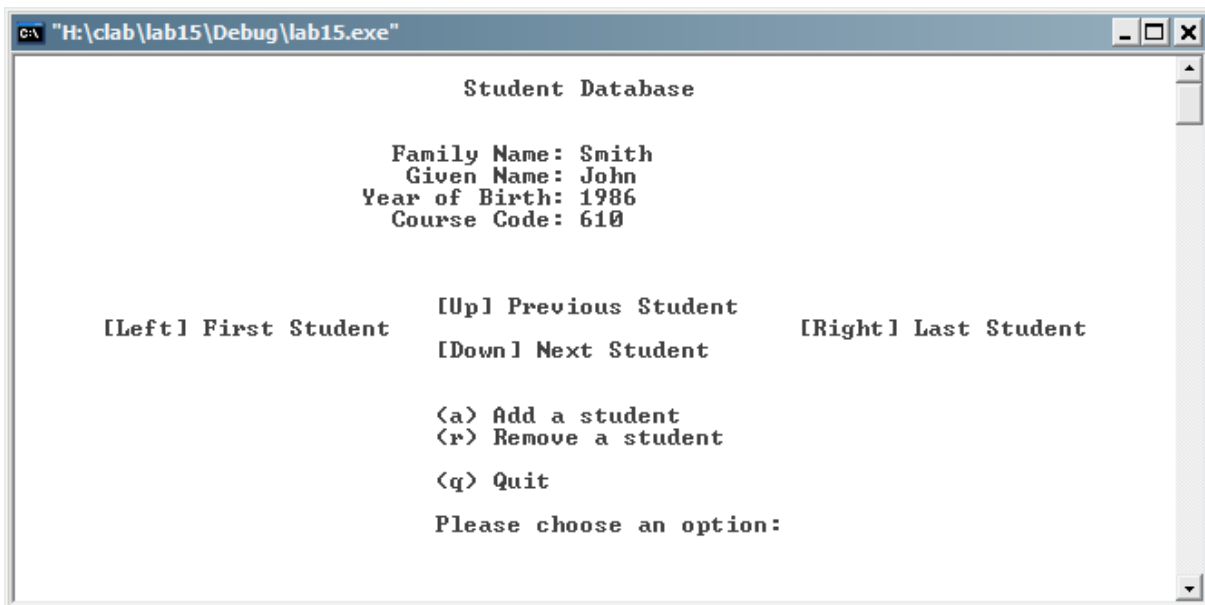 "H:\clab\lab15\Debug\lab15.exe"
Student Database
Family Name: Smith
Given Name: John
Year of Birth: 1986
Course Code: 610
[Up] Previous Student
[Left] First Student
[Right] Last Student
[Down] Next Student
(a) Add a student
(r) Remove a student
(q) Quit
Please choose an option: